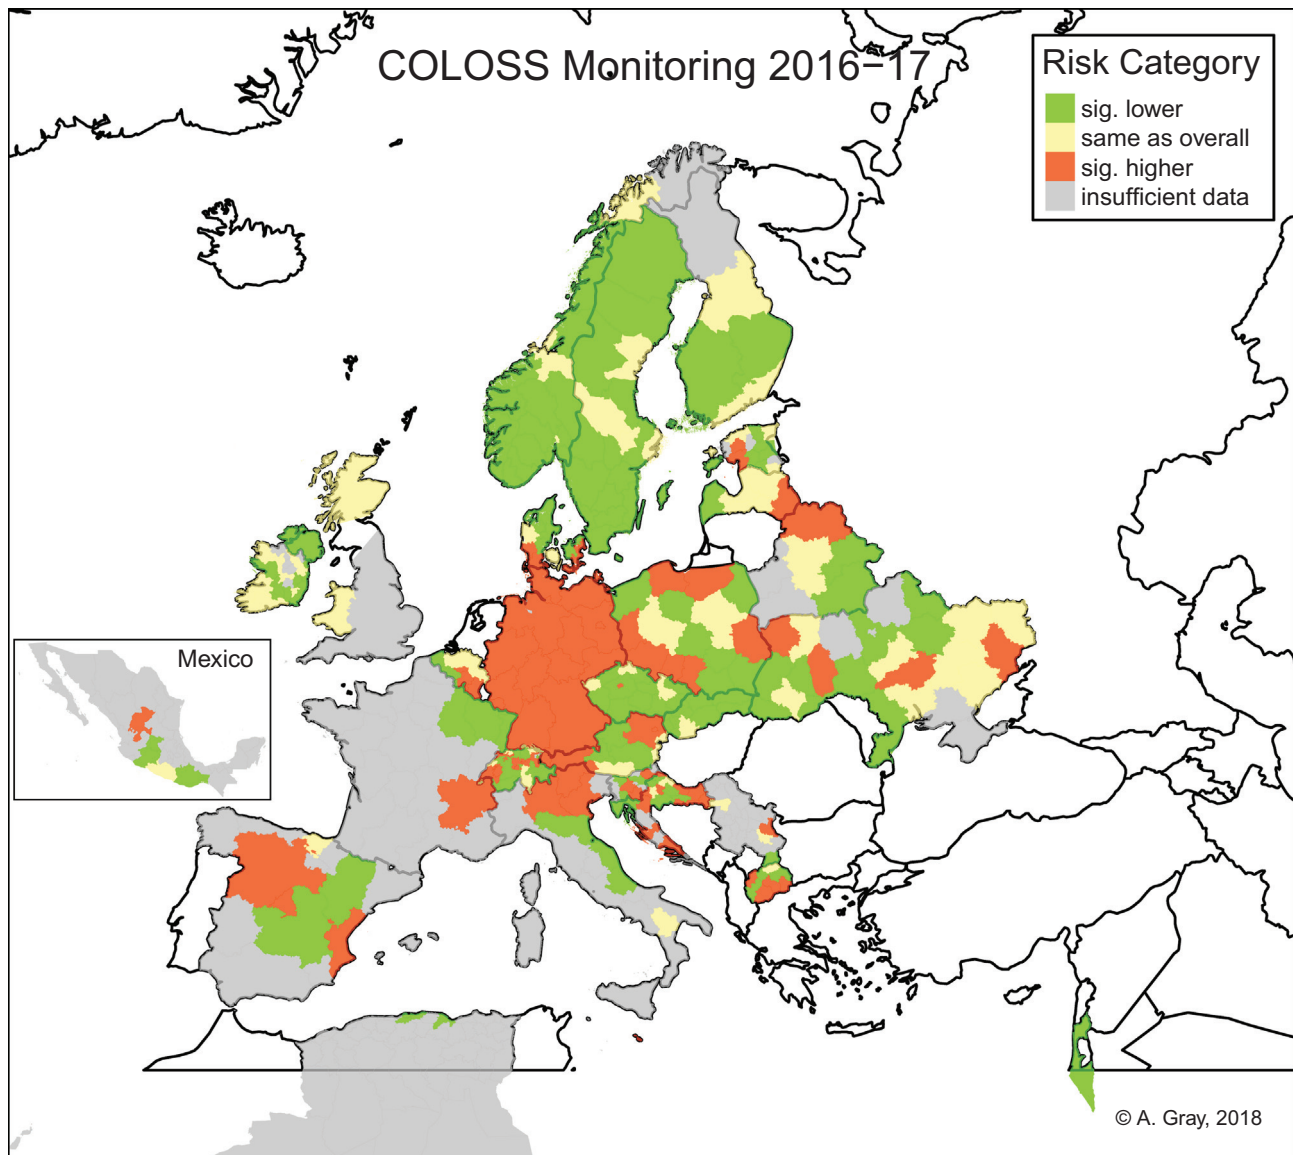 COLOSS Monitoring 2016−17
Risk Category
sig. lower
same as overall
sig. higher
insufficient data
Mexico
© A. Gray, 2018